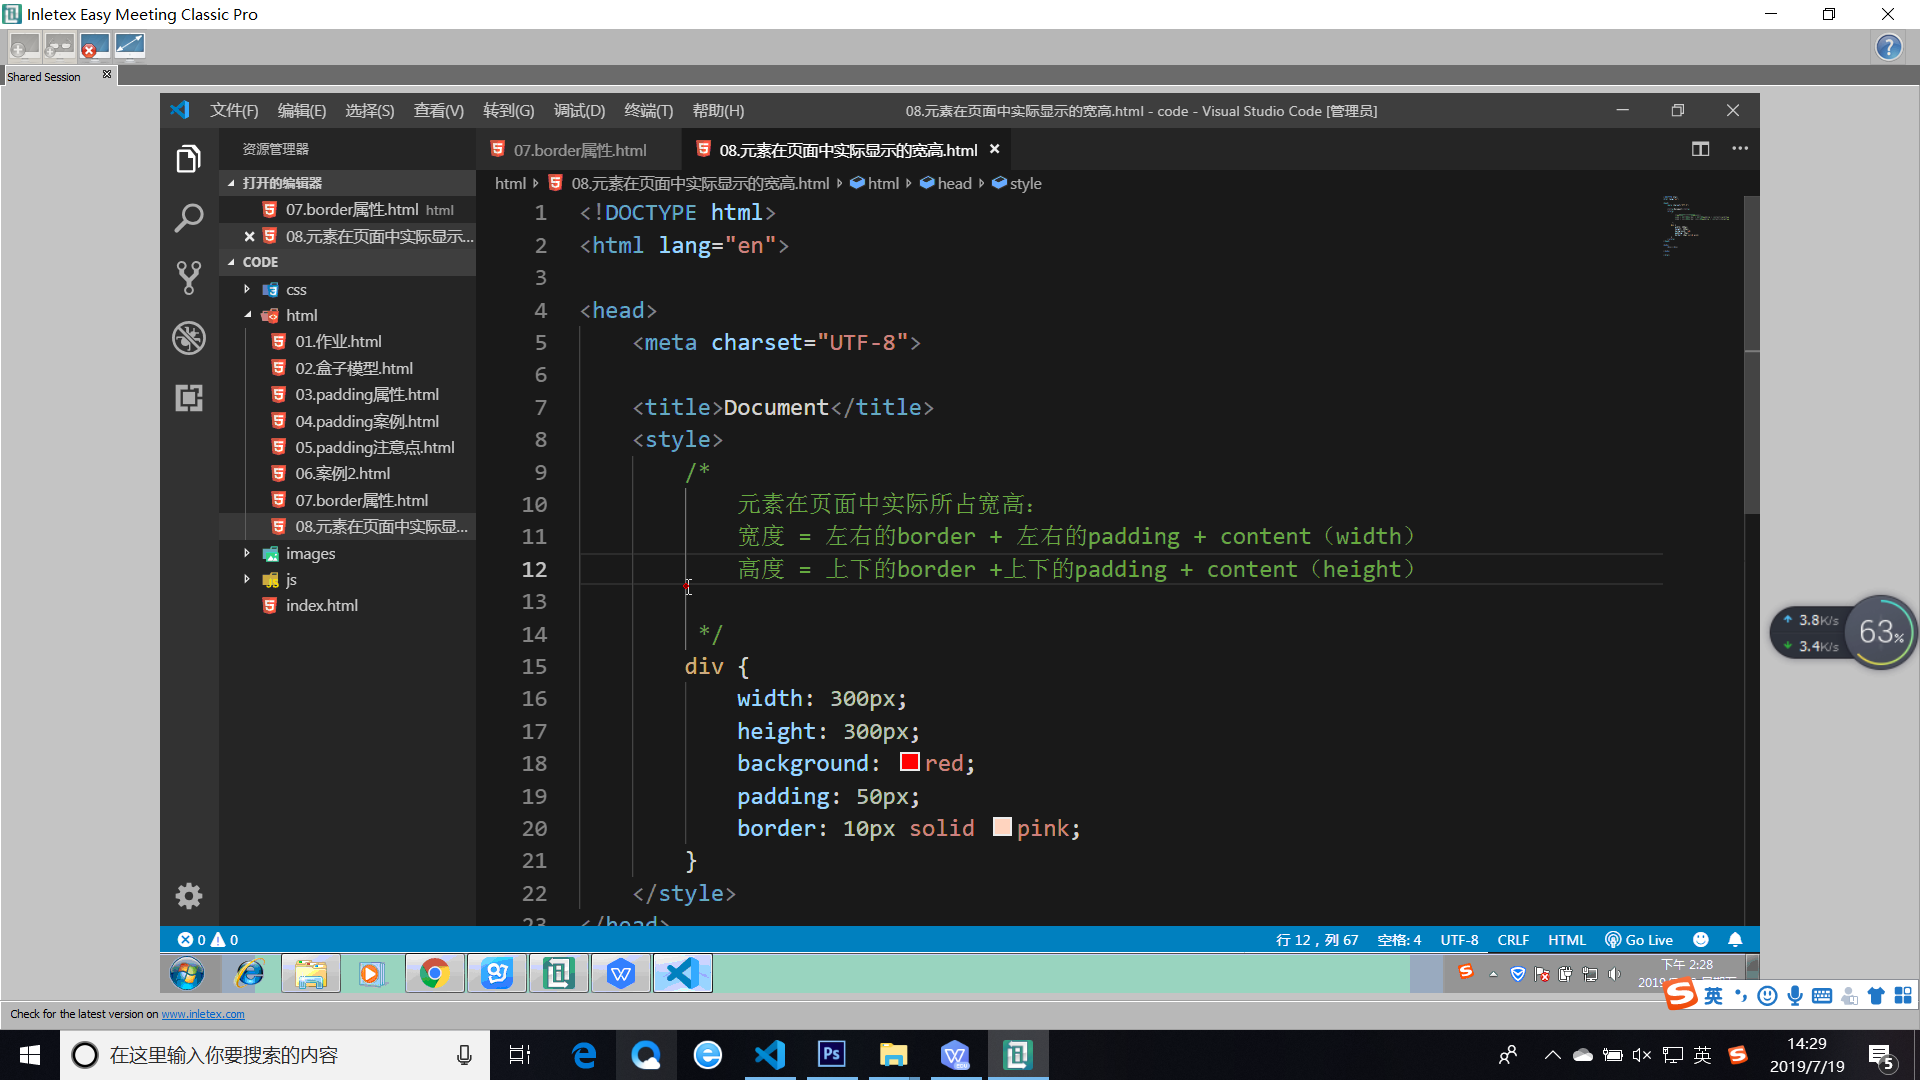 Inletex Easy Meeting Classic Pro
Shared Session
文件(F) 编辑(E) 选择(S) 查看(V) 转到(G) 调试(D) 终端(T) 帮助(H)
08.元素在页面中实际显示的宽高.html - code - Visual Studio Code [管理员]
资源管理器
打开的编辑器
07.border属性.html html
08.元素在页面中实际显示...
CODE
css
html
01.作业.html
02.盒子模型.html
03.padding属性.html
04.padding案例.html
05.padding注意点.html
06.案例2.html
07.border属性.html
08.元素在页面中实际显...
images
js
index.html
07.border属性.html
08.元素在页面中实际显示的宽高.html
html 08.元素在页面中实际显示的宽高.html html head style
1 <!DOCTYPE html>
2 <html lang="en">
3
4 <head>
5 <meta charset="UTF-8">
6
7 <title>Document</title>
8 <style>
9 /*
10 元素在页面中实际所占宽高：
11 宽度 = 左右的border + 左右的padding + content（width）
12 高度 = 上下的border +上下的padding + content（height）
13
14 */
15 div {
16 width: 300px;
17 height: 300px;
18 background: red;
19 padding: 50px;
20 border: 10px solid pink;
21 }
22 </style>
23 </head>
0 0
行 12，列 67 空格: 4 UTF-8 CRLF HTML Go Live
3.8K/s
3.4K/s
63%
下午 2:28
英
Check for the latest version on www.inletex.com
在这里输入你要搜索的内容
Ps
英
14:29
2019/7/19
5